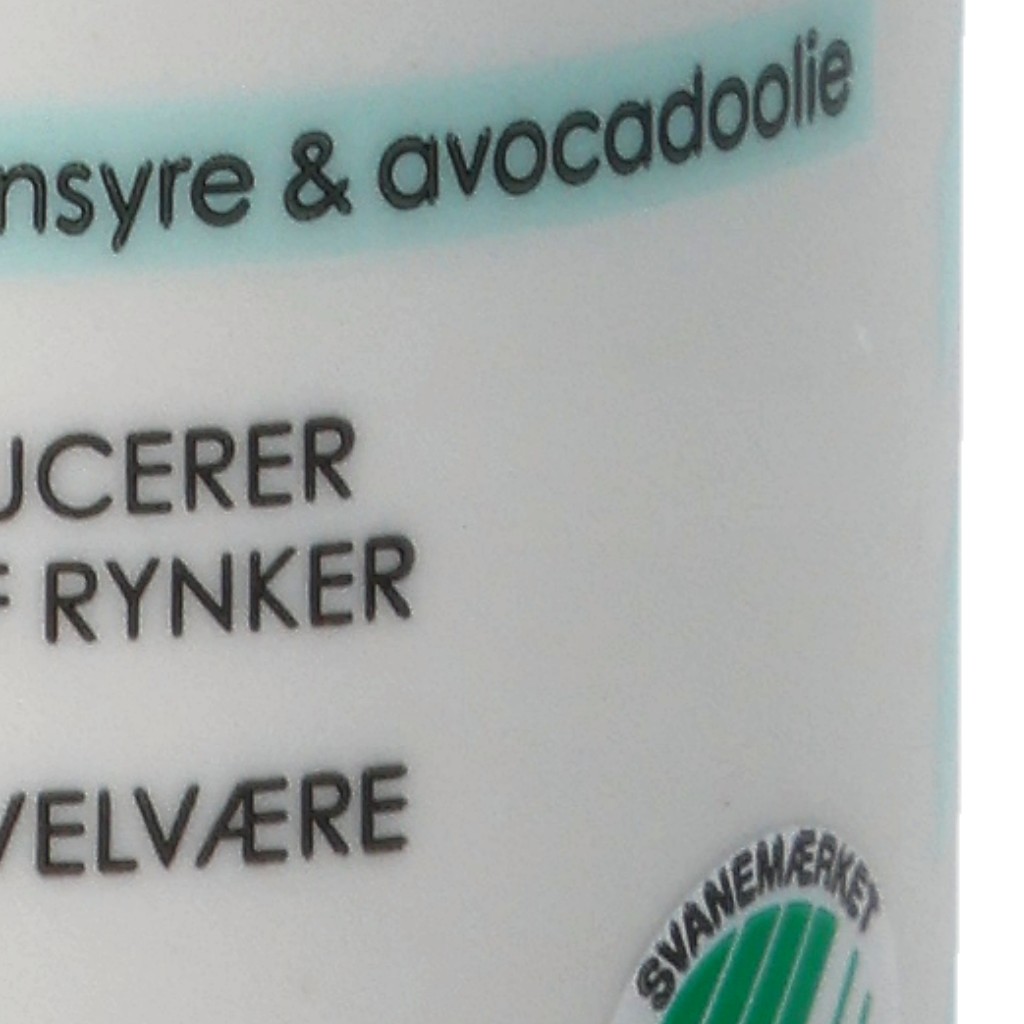 nsyre & avocadoolie
UCERER
F RYNKER
VELVÆRE
SVANEMÆRKET